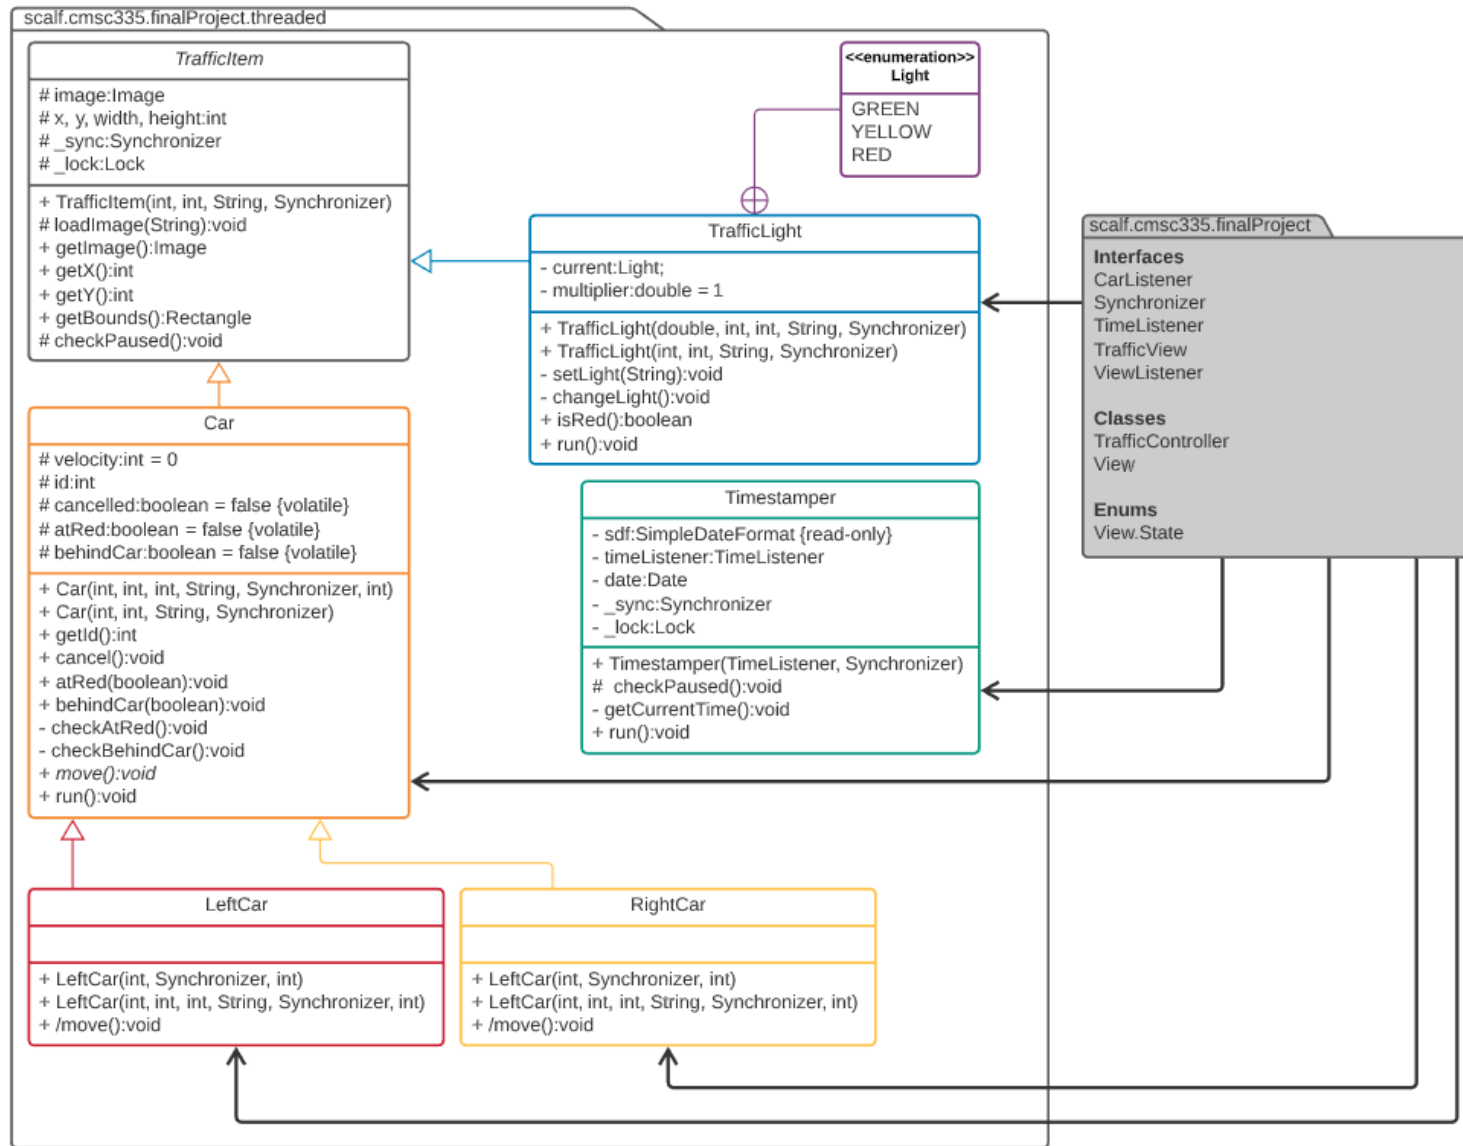 scalf.cmsc335.finalProject.threaded
TrafficItem
# image:Image
# x, y, width, height:int
# _sync:Synchronizer
# _lock:Lock
+ TrafficItem(int, int, String, Synchronizer)
# loadImage(String):void
+ getImage():Image
+ getX():int
+ getY():int
+ getBounds():Rectangle
# checkPaused():void
<<enumeration>>
Light
GREEN
YELLOW
RED
TrafficLight
- current:Light;
- multiplier:double = 1
+ TrafficLight(double, int, int, String, Synchronizer)
+ TrafficLight(int, int, String, Synchronizer)
- setLight(String):void
- changeLight():void
+ isRed():boolean
+ run():void
scalf.cmsc335.finalProject
Interfaces
CarListener
Synchronizer
TimeListener
TrafficView
ViewListener
Classes
TrafficController
View
Enums
View.State
Car
# velocity:int = 0
# id:int
# cancelled:boolean = false {volatile}
# atRed:boolean = false {volatile}
# behindCar:boolean = false {volatile}
+ Car(int, int, int, String, Synchronizer, int)
+ Car(int, int, String, Synchronizer)
+ getId():int
+ cancel():void
+ atRed(boolean):void
+ behindCar(boolean):void
- checkAtRed():void
- checkBehindCar():void
+ move():void
+ run():void
Timestamper
- sdf:SimpleDateFormat {read-only}
- timeListener:TimeListener
- date:Date
- _sync:Synchronizer
- _lock:Lock
+ Timestamper(TimeListener, Synchronizer)
# checkPaused():void
- getCurrentTime():void
+ run():void
LeftCar
+ LeftCar(int, Synchronizer, int)
+ LeftCar(int, int, int, String, Synchronizer, int)
+ /move():void
RightCar
+ LeftCar(int, Synchronizer, int)
+ LeftCar(int, int, int, String, Synchronizer, int)
+ /move():void